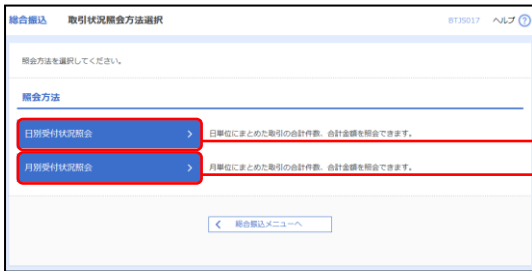 総合振込 取引状況照会方法選択 BTJS017 ヘルプ ?
照会方法を選択してください。
照会方法
日別受付状況照会 日単位にまとめた取引の合計件数、合計金額を照会できます。
月別受付状況照会 月単位にまとめた取引の合計件数、合計金額を照会できます。
総合振込メニューへ